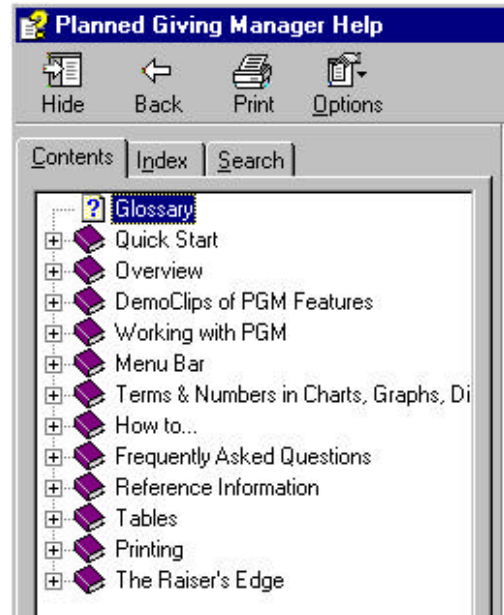 Planned Giving Manager Help
Hide Back Print Options
Contents Index Search
Glossary
Quick Start
Overview
DemoClips of PGM Features
Working with PGM
Menu Bar
Terms & Numbers in Charts, Graphs, Di
How to...
Frequently Asked Questions
Reference Information
Tables
Printing
The Raiser's Edge